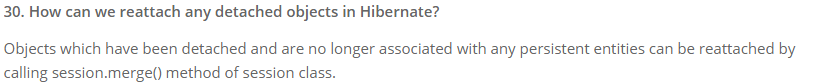 30. How can we reattach any detached objects in Hibernate?
Objects which have been detached and are no longer associated with any persistent entities can be reattached by
calling session.merge() method of session class.